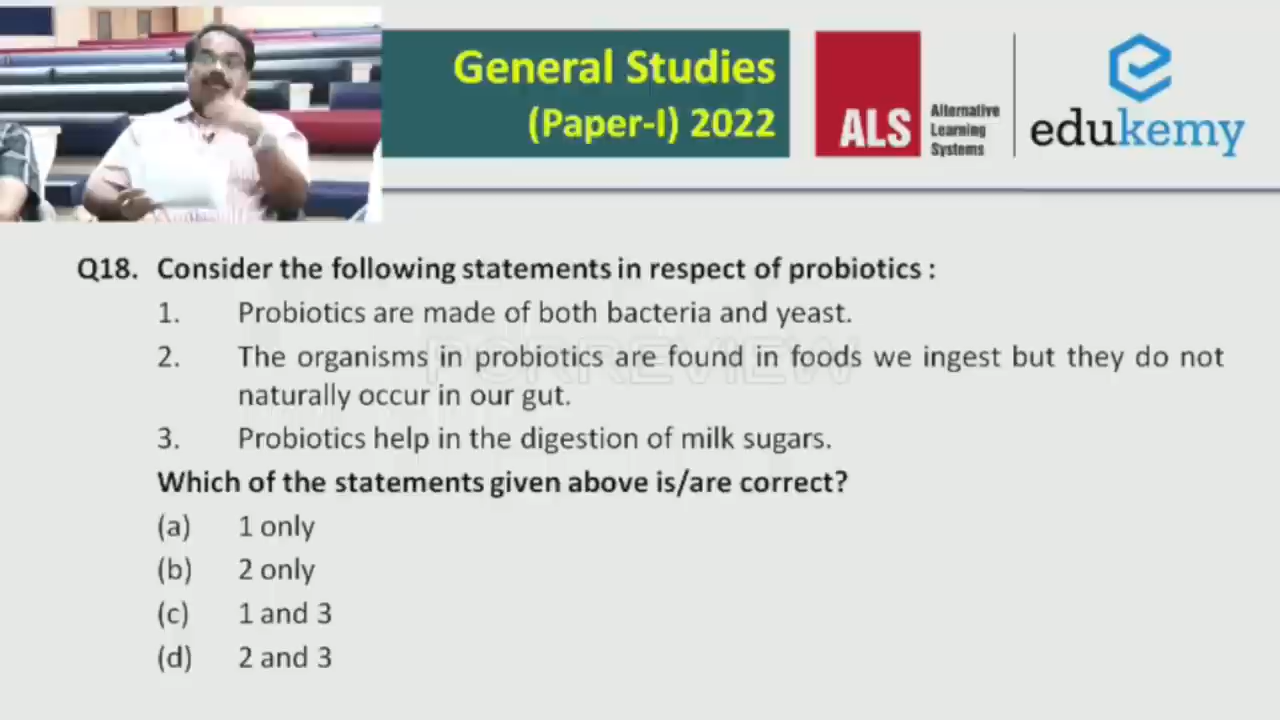 General Studies
(Paper-I) 2022
ALS
Alternative
Learning
Systems
edukemy
Q18. Consider the following statements in respect of probiotics :
1. Probiotics are made of both bacteria and yeast.
2. The organisms in probiotics are found in foods we ingest but they do not
naturally occur in our gut.
3. Probiotics help in the digestion of milk sugars.
Which of the statements given above is/are correct?
(a) 1 only
(b) 2 only
(c) 1 and 3
(d) 2 and 3